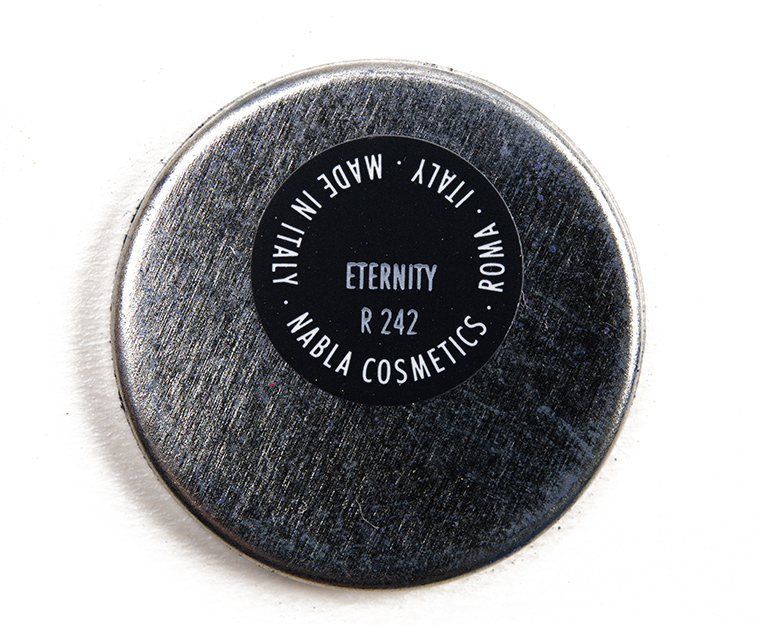 ETERNITY
R 242
NABLA COSMETICS · ROMA · ITALY · MADE IN ITALY ·